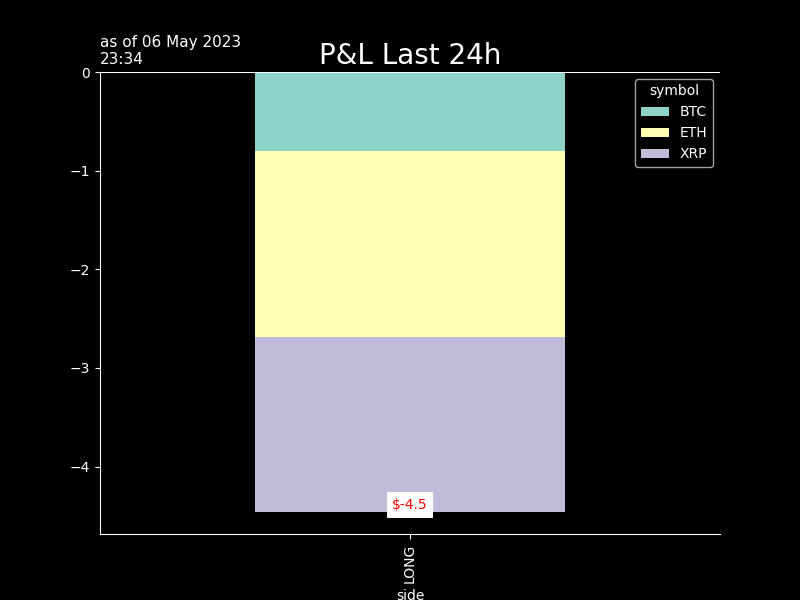 as of 06 May 2023
23:34
P&L Last 24h
symbol
BTC
ETH
XRP
0
−1
−2
−3
−4
$-4.5
LONG
side